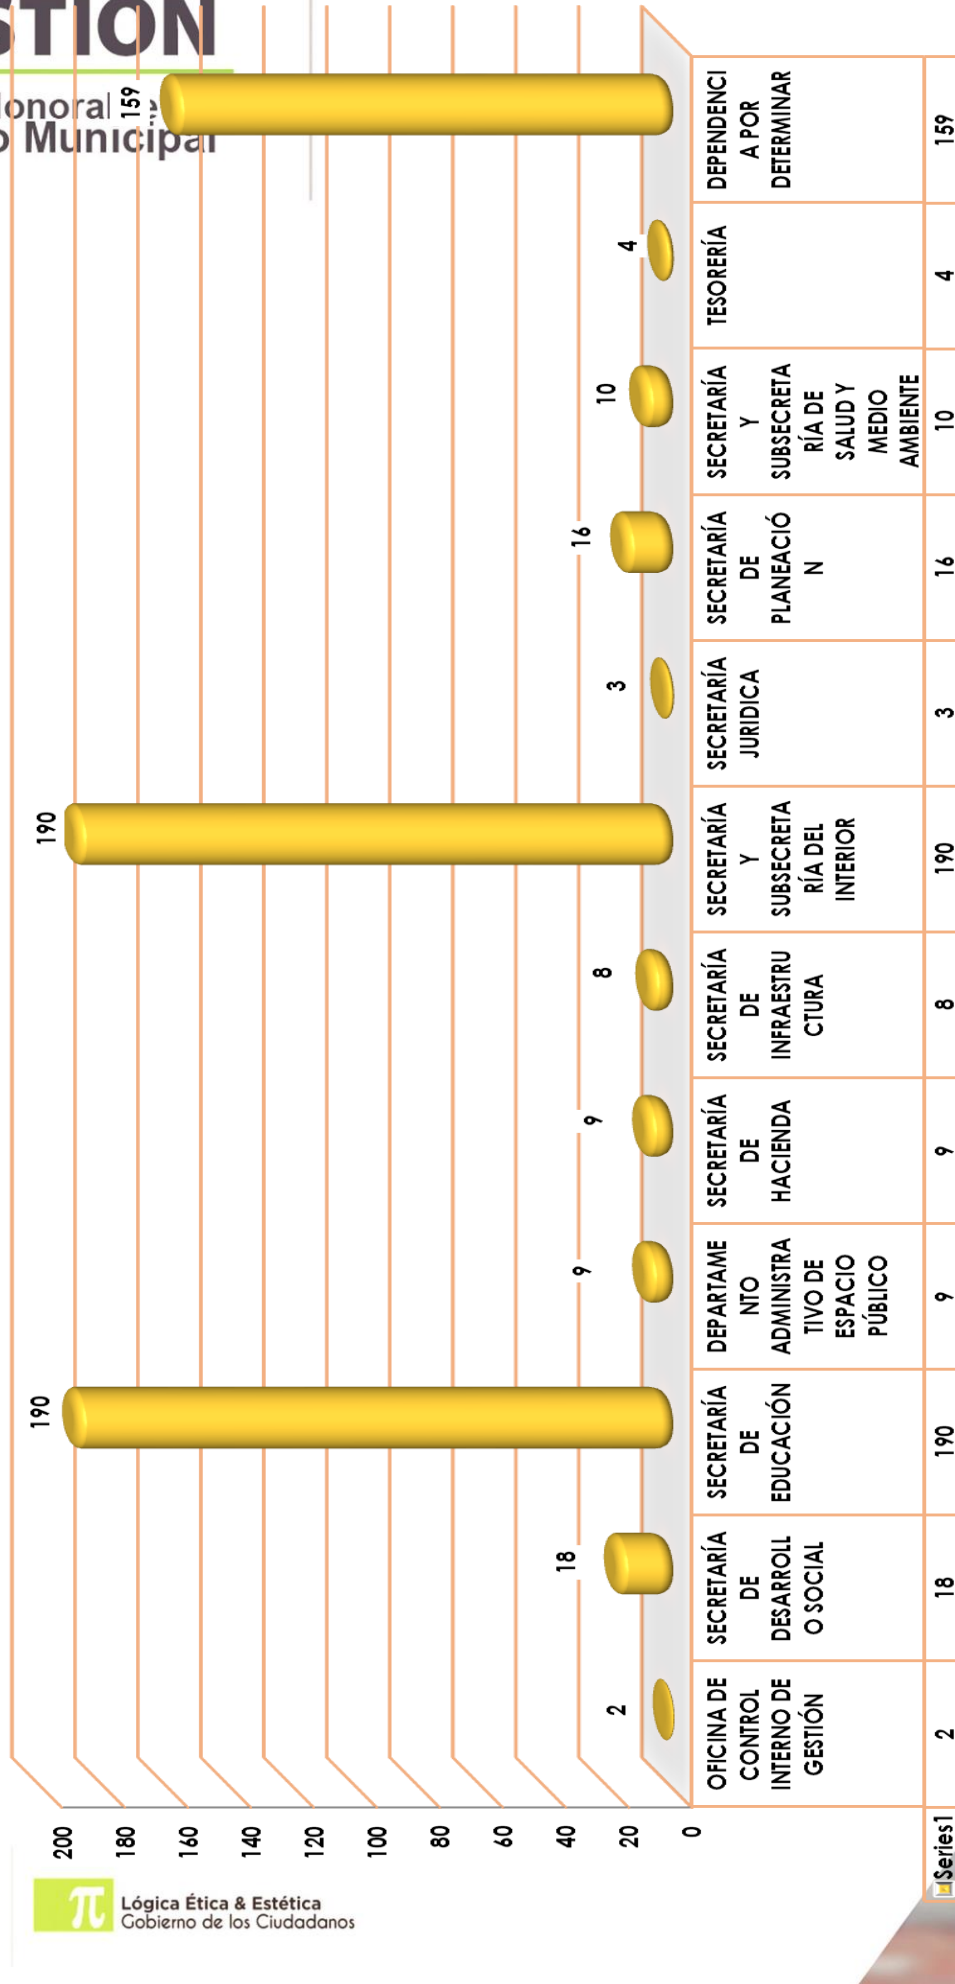 STIÓN
Municipal
Lógica Ética & Estética
Gobierno de los Ciudadanos
200
180
160
140
120
100
80
60
40
20
0
2
18
190
9
9
8
190
3
16
10
4
159
OFICINA DE
CONTROL
INTERNO DE
GESTIÓN
SECRETARÍA
DE
DESARROLL
O SOCIAL
SECRETARÍA
DE
EDUCACIÓN
DEPARTAME
NTO
ADMINISTRA
TIVO DE
ESPACIO
PÚBLICO
SECRETARÍA
DE
HACIENDA
SECRETARÍA
DE
INFRAESTRU
CTURA
SECRETARÍA
Y
SUBSECRETA
RÍA DEL
INTERIOR
SECRETARÍA
JURIDICA
SECRETARÍA
DE
PLANEACIÓ
N
SECRETARÍA
Y
SUBSECRETA
RÍA DE
SALUD Y
MEDIO
AMBIENTE
TESORERÍA
DEPENDENCI
A POR
DETERMINAR
Series1 2 18 190 9 9 8 190 3 16 10 4 159